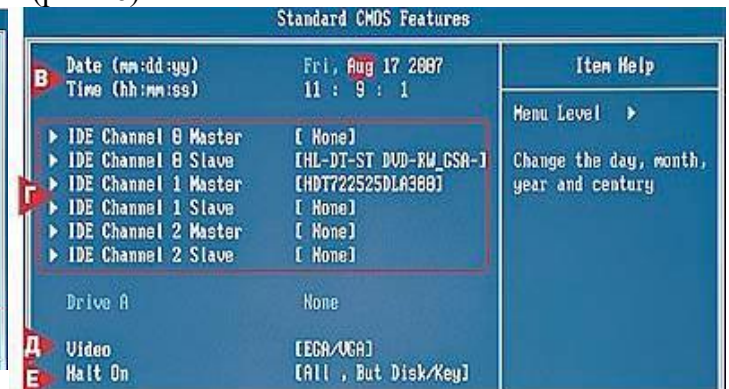 Standard CMOS Features
В Date (mm:dd:yy) Fri, Aug 17 2007 Item Help
Time (hh:mm:ss) 11 : 9 : 1
Menu Level ▶
▶ IDE Channel 0 Master [ None]
▶ IDE Channel 0 Slave [HL-DT-ST DVD-RW_GSA-] Change the day, month,
Г ▶ IDE Channel 1 Master [HDT722525DLA380] year and century
▶ IDE Channel 1 Slave [ None]
▶ IDE Channel 2 Master [ None]
▶ IDE Channel 2 Slave [ None]
Drive A None
Д Video [EGA/VGA]
Е Halt On [All , But Disk/Key]